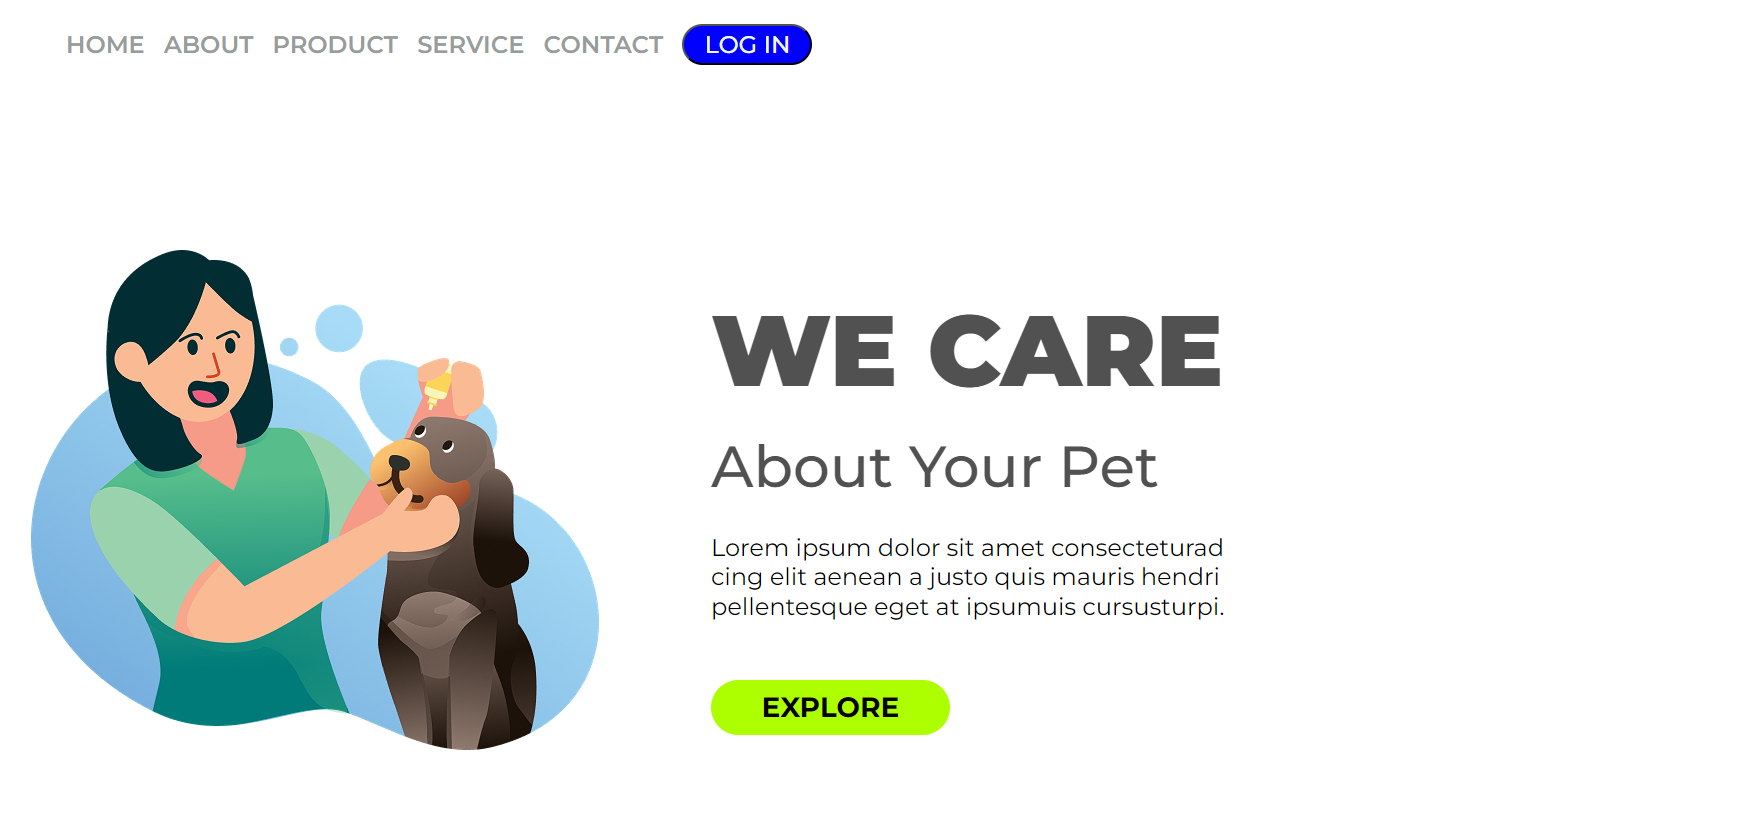 HOME ABOUT PRODUCT SERVICE CONTACT LOG IN
WE CARE
About Your Pet
Lorem ipsum dolor sit amet consecteturad
cing elit aenean a justo quis mauris hendri
pellentesque eget at ipsumuis cursusturpi.
EXPLORE